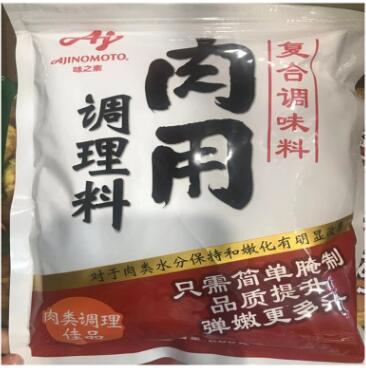 AJINOMOTO®
味之素
复合调味料
肉用
调理料
对于肉类水分保持和嫩化有明显
只需简单腌制
品质提升
弹嫩更多汁
肉类调理
佳品